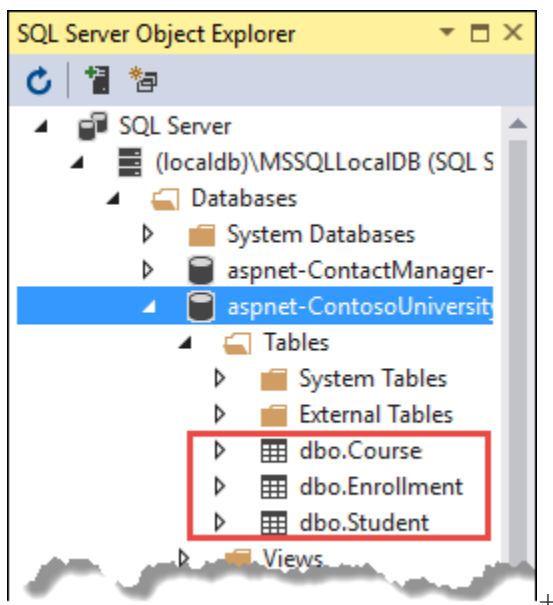 SQL Server Object Explorer
SQL Server
(localdb)\MSSQLLocalDB (SQL S
Databases
System Databases
aspnet-ContactManager-
aspnet-ContosoUniversity
Tables
System Tables
External Tables
dbo.Course
dbo.Enrollment
dbo.Student
Views